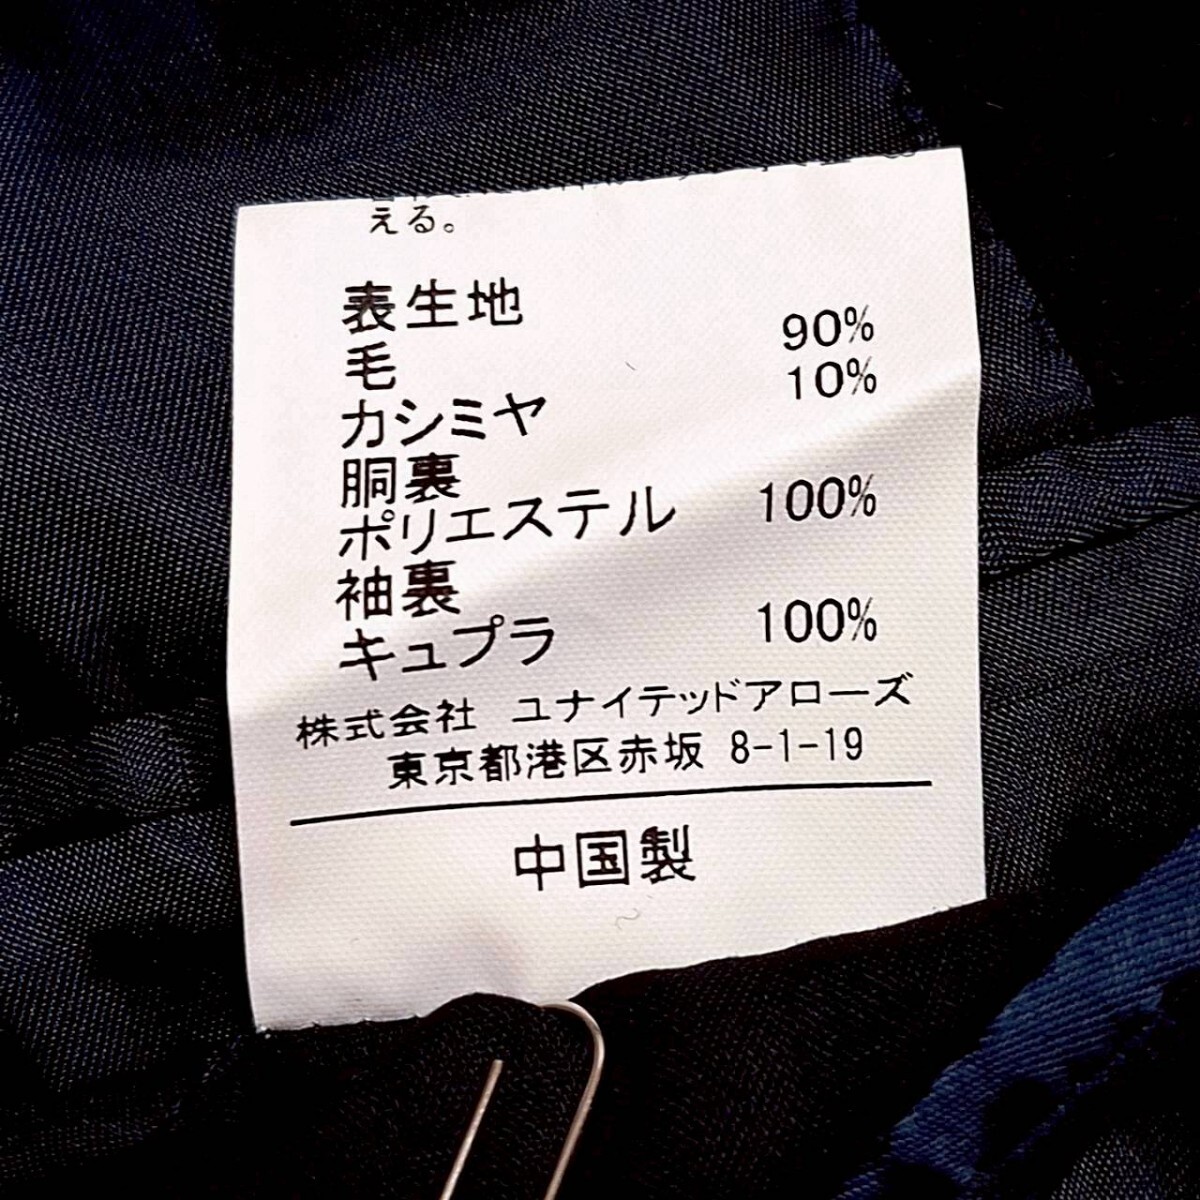 える。
表生地
毛 90%
カシミヤ 10%
胴裏
ポリエステル 100%
袖裏
キュプラ 100%
株式会社 ユナイテッドアローズ
東京都港区赤坂 8-1-19
中国製